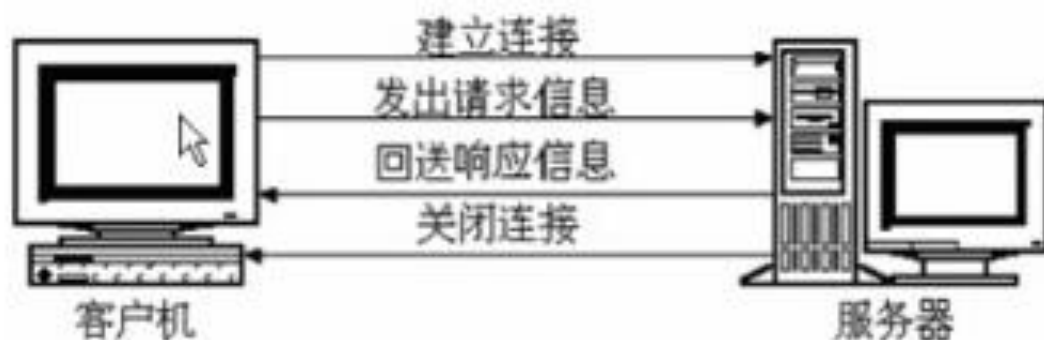 建立连接
发出请求信息
回送响应信息
关闭连接
客户机
服务器